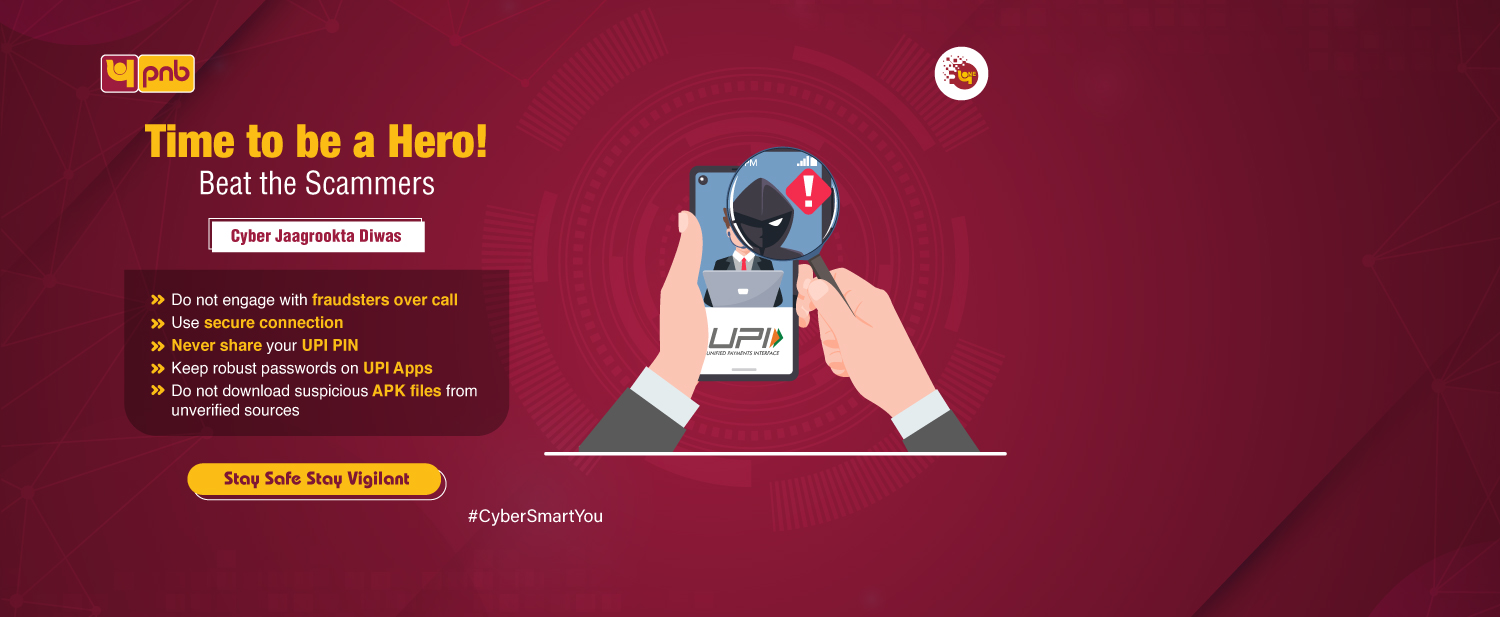 pnb
ONE
Time to be a Hero!
Beat the Scammers
Cyber Jaagrookta Diwas
Do not engage with fraudsters over call
Use secure connection
Never share your UPI PIN
Keep robust passwords on UPI Apps
Do not download suspicious APK files from
unverified sources
PM
!
UPI
UNIFIED PAYMENTS INTERFACE
Stay Safe Stay Vigilant
#CyberSmartYou